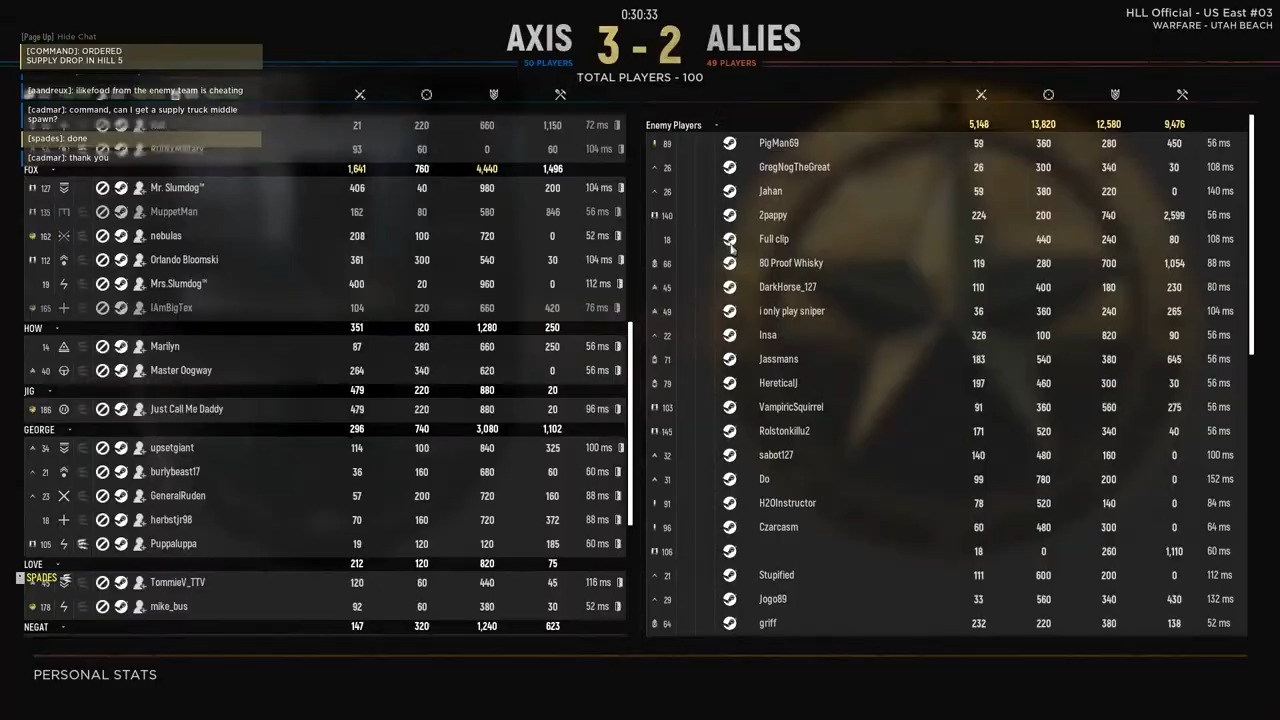 0:30:33
HLL Official - US East #03
WARFARE - UTAH BEACH
AXIS 3 - 2 ALLIES
50 PLAYERS 49 PLAYERS
TOTAL PLAYERS - 100
[Page Up] Hide Chat
[COMMAND]: ORDERED
SUPPLY DROP IN HILL 5
[aandreux]: ilikefood from the enemy team is cheating
[cadmar]: command, can I get a supply truck middle
spawn?
[spades]: done
[cadmar]: thank you
21 220 660 1,150 72 ms
93 60 0 60 104 ms
FOX 1,641 760 4,440 1,496
127 Mr. Slumdog™ 406 40 980 200 104 ms
135 MuppetMan 162 80 580 846 56 ms
162 nebulas 208 100 720 0 52 ms
112 Orlando Bloomski 361 300 540 30 104 ms
19 Mrs.Slumdog™ 400 20 960 0 112 ms
165 IAmBigTex 104 220 660 420 76 ms
HOW 351 620 1,280 250
14 Marilyn 87 280 660 250 56 ms
40 Master Oogway 264 340 620 0 56 ms
JIG 479 220 880 20
186 Just Call Me Daddy 479 220 880 20 96 ms
GEORGE 296 740 3,080 1,102
34 upsetgiant 114 100 840 325 100 ms
21 burlybeast17 36 160 680 60 60 ms
23 GeneralRuden 57 200 720 160 88 ms
18 herbstjr98 70 160 720 372 88 ms
105 Puppaluppa 19 120 120 185 60 ms
LOVE 212 120 820 75
SPADES
TommieV_TTV 120 60 440 45 116 ms
178 mike_bus 92 60 380 30 52 ms
NEGAT 147 320 1,240 623
Enemy Players 5,148 13,820 12,580 9,476
89 PigMan69 59 360 280 450 56 ms
26 GregNogTheGreat 26 300 340 30 108 ms
26 Jahan 59 380 220 0 140 ms
140 2pappy 224 200 740 2,599 56 ms
18 Full clip 57 440 240 80 108 ms
66 80 Proof Whisky 119 280 700 1,054 88 ms
45 DarkHorse_127 110 400 180 230 80 ms
49 i only play sniper 36 360 240 265 104 ms
22 Insa 326 100 820 90 56 ms
71 Jassmans 183 540 380 645 56 ms
79 HereticalJ 197 460 300 30 56 ms
103 VampiricSquirrel 91 360 560 275 56 ms
145 Rolstonkillu2 171 520 340 40 56 ms
32 sabot127 140 480 160 0 100 ms
31 Do 99 780 200 0 152 ms
91 H2OInstructor 78 520 140 0 84 ms
96 Czarcasm 60 480 300 0 64 ms
106 18 0 260 1,110 60 ms
21 Stupified 111 600 200 0 112 ms
29 Jogo89 33 560 340 430 132 ms
64 griff 232 220 380 138 52 ms
PERSONAL STATS